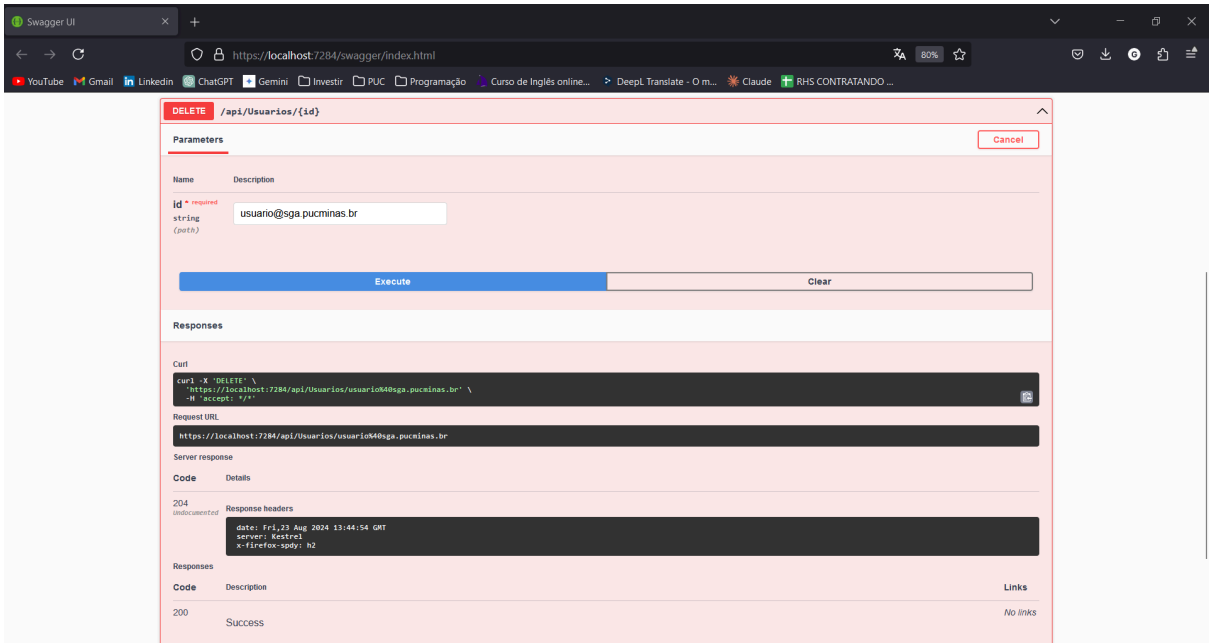 Swagger UI
https://localhost:7284/swagger/index.html
80%
YouTube Gmail Linkedin ChatGPT Gemini Investir PUC Programação Curso de Inglês online... DeepL Translate - O m... Claude RHS CONTRATANDO ...
DELETE /api/Usuarios/{id}
Parameters
Cancel
Name Description
id * required
string
(path)
usuario@sga.pucminas.br
Execute Clear
Responses
Curl
curl -X 'DELETE' \
'https://localhost:7284/api/Usuarios/usuario%40sga.pucminas.br' \
-H 'accept: */*'
Request URL
https://localhost:7284/api/Usuarios/usuario%40sga.pucminas.br
Server response
Code Details
204
Undocumented
Response headers
date: Fri,23 Aug 2024 13:44:54 GMT
server: Kestrel
x-firefox-spdy: h2
Responses
Code Description Links
200 No links
Success